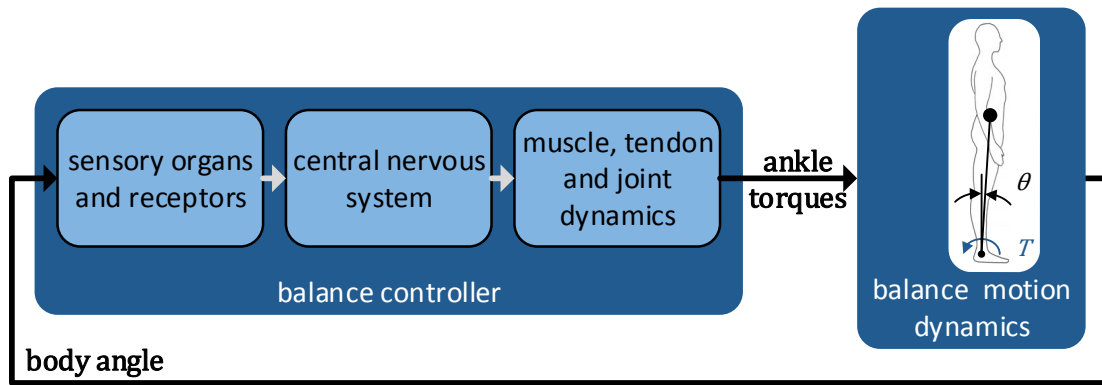 sensory organs
and receptors
central nervous
system
muscle, tendon
and joint
dynamics
balance controller
ankle
torques
θ
T
balance motion
dynamics
body angle